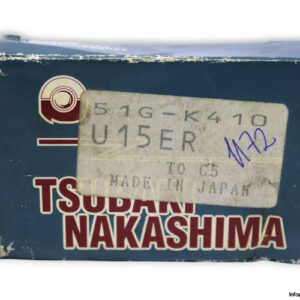 51G-K410
U15ER
1172
TO C5
MADE IN JAPAN
TSUBAKI
NAKASHIMA